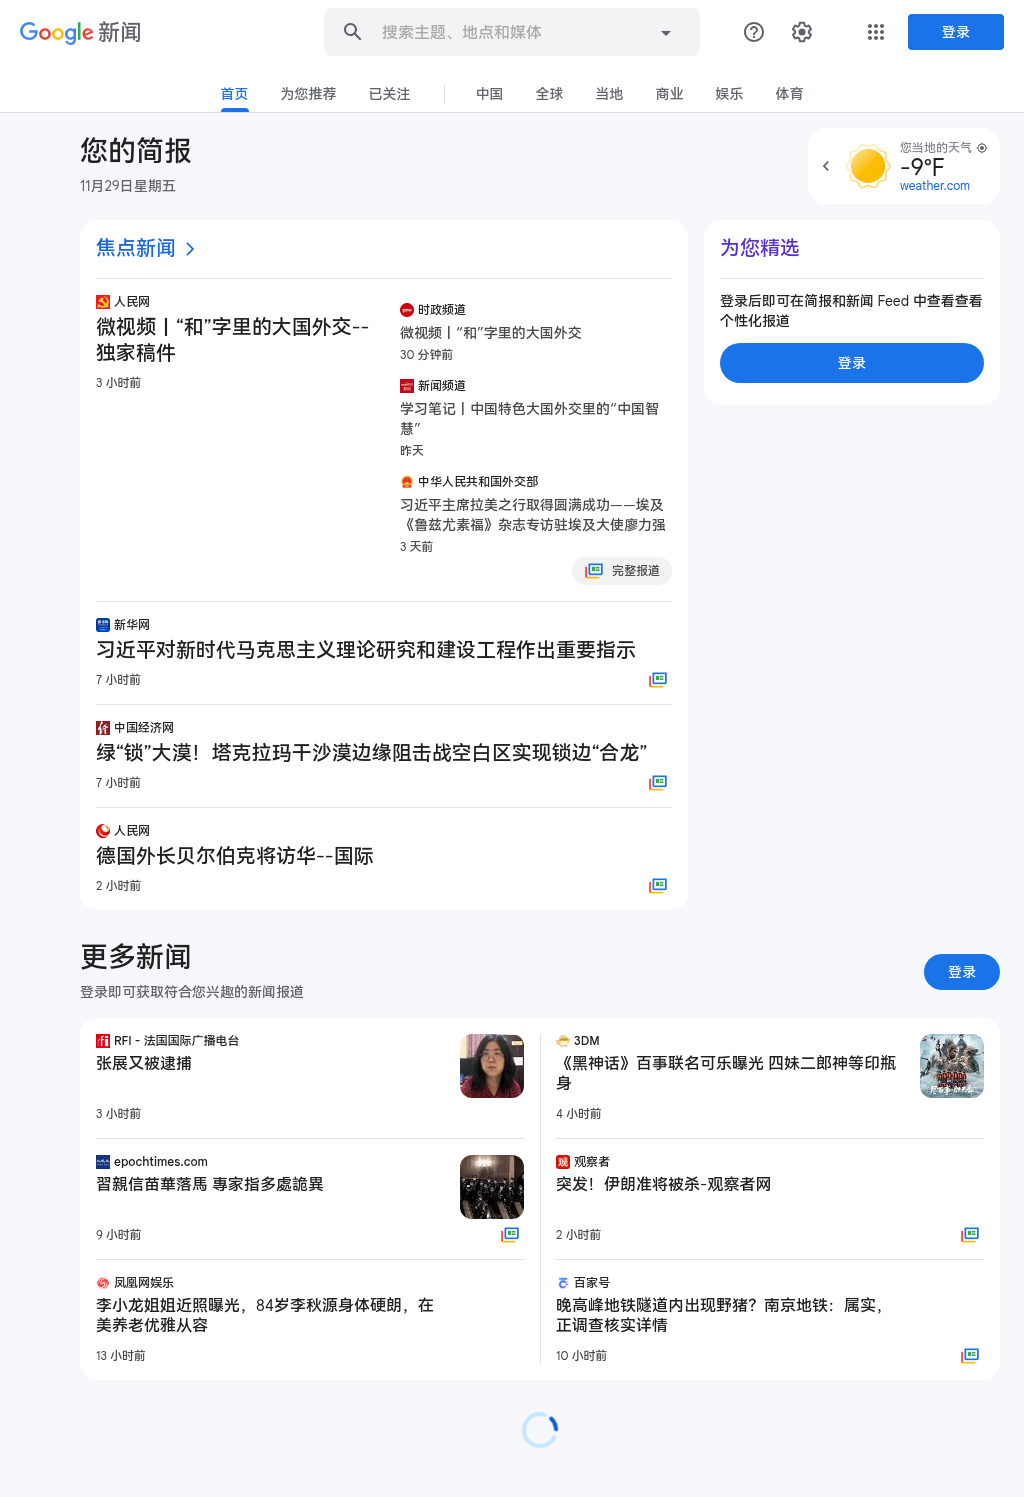 Google 新闻
搜索主题、地点和媒体
登录
首页
为您推荐
已关注
中国
全球
当地
商业
娱乐
体育
您的简报
11月29日星期五
您当地的天气
-9°F
weather.com
焦点新闻
人民网
微视频丨“和”字里的大国外交--
独家稿件
3 小时前
时政频道
微视频丨“和”字里的大国外交
30 分钟前
新闻频道
学习笔记丨中国特色大国外交里的“中国智
慧”
昨天
中华人民共和国外交部
习近平主席拉美之行取得圆满成功——埃及
《鲁兹尤素福》杂志专访驻埃及大使廖力强
3 天前
完整报道
新华网
习近平对新时代马克思主义理论研究和建设工程作出重要指示
7 小时前
中国经济网
绿“锁”大漠！塔克拉玛干沙漠边缘阻击战空白区实现锁边“合龙”
7 小时前
人民网
德国外长贝尔伯克将访华--国际
2 小时前
为您精选
登录后即可在简报和新闻 Feed 中查看查看
个性化报道
登录
更多新闻
登录即可获取符合您兴趣的新闻报道
登录
RFI - 法国国际广播电台
张展又被逮捕
3 小时前
epochtimes.com
習親信苗華落馬 專家指多處詭異
9 小时前
凤凰网娱乐
李小龙姐姐近照曝光，84岁李秋源身体硬朗，在
美养老优雅从容
13 小时前
3DM
《黑神话》百事联名可乐曝光 四妹二郎神等印瓶
身
4 小时前
观察者
突发！伊朗准将被杀-观察者网
2 小时前
百家号
晚高峰地铁隧道内出现野猪？南京地铁：属实，
正调查核实详情
10 小时前